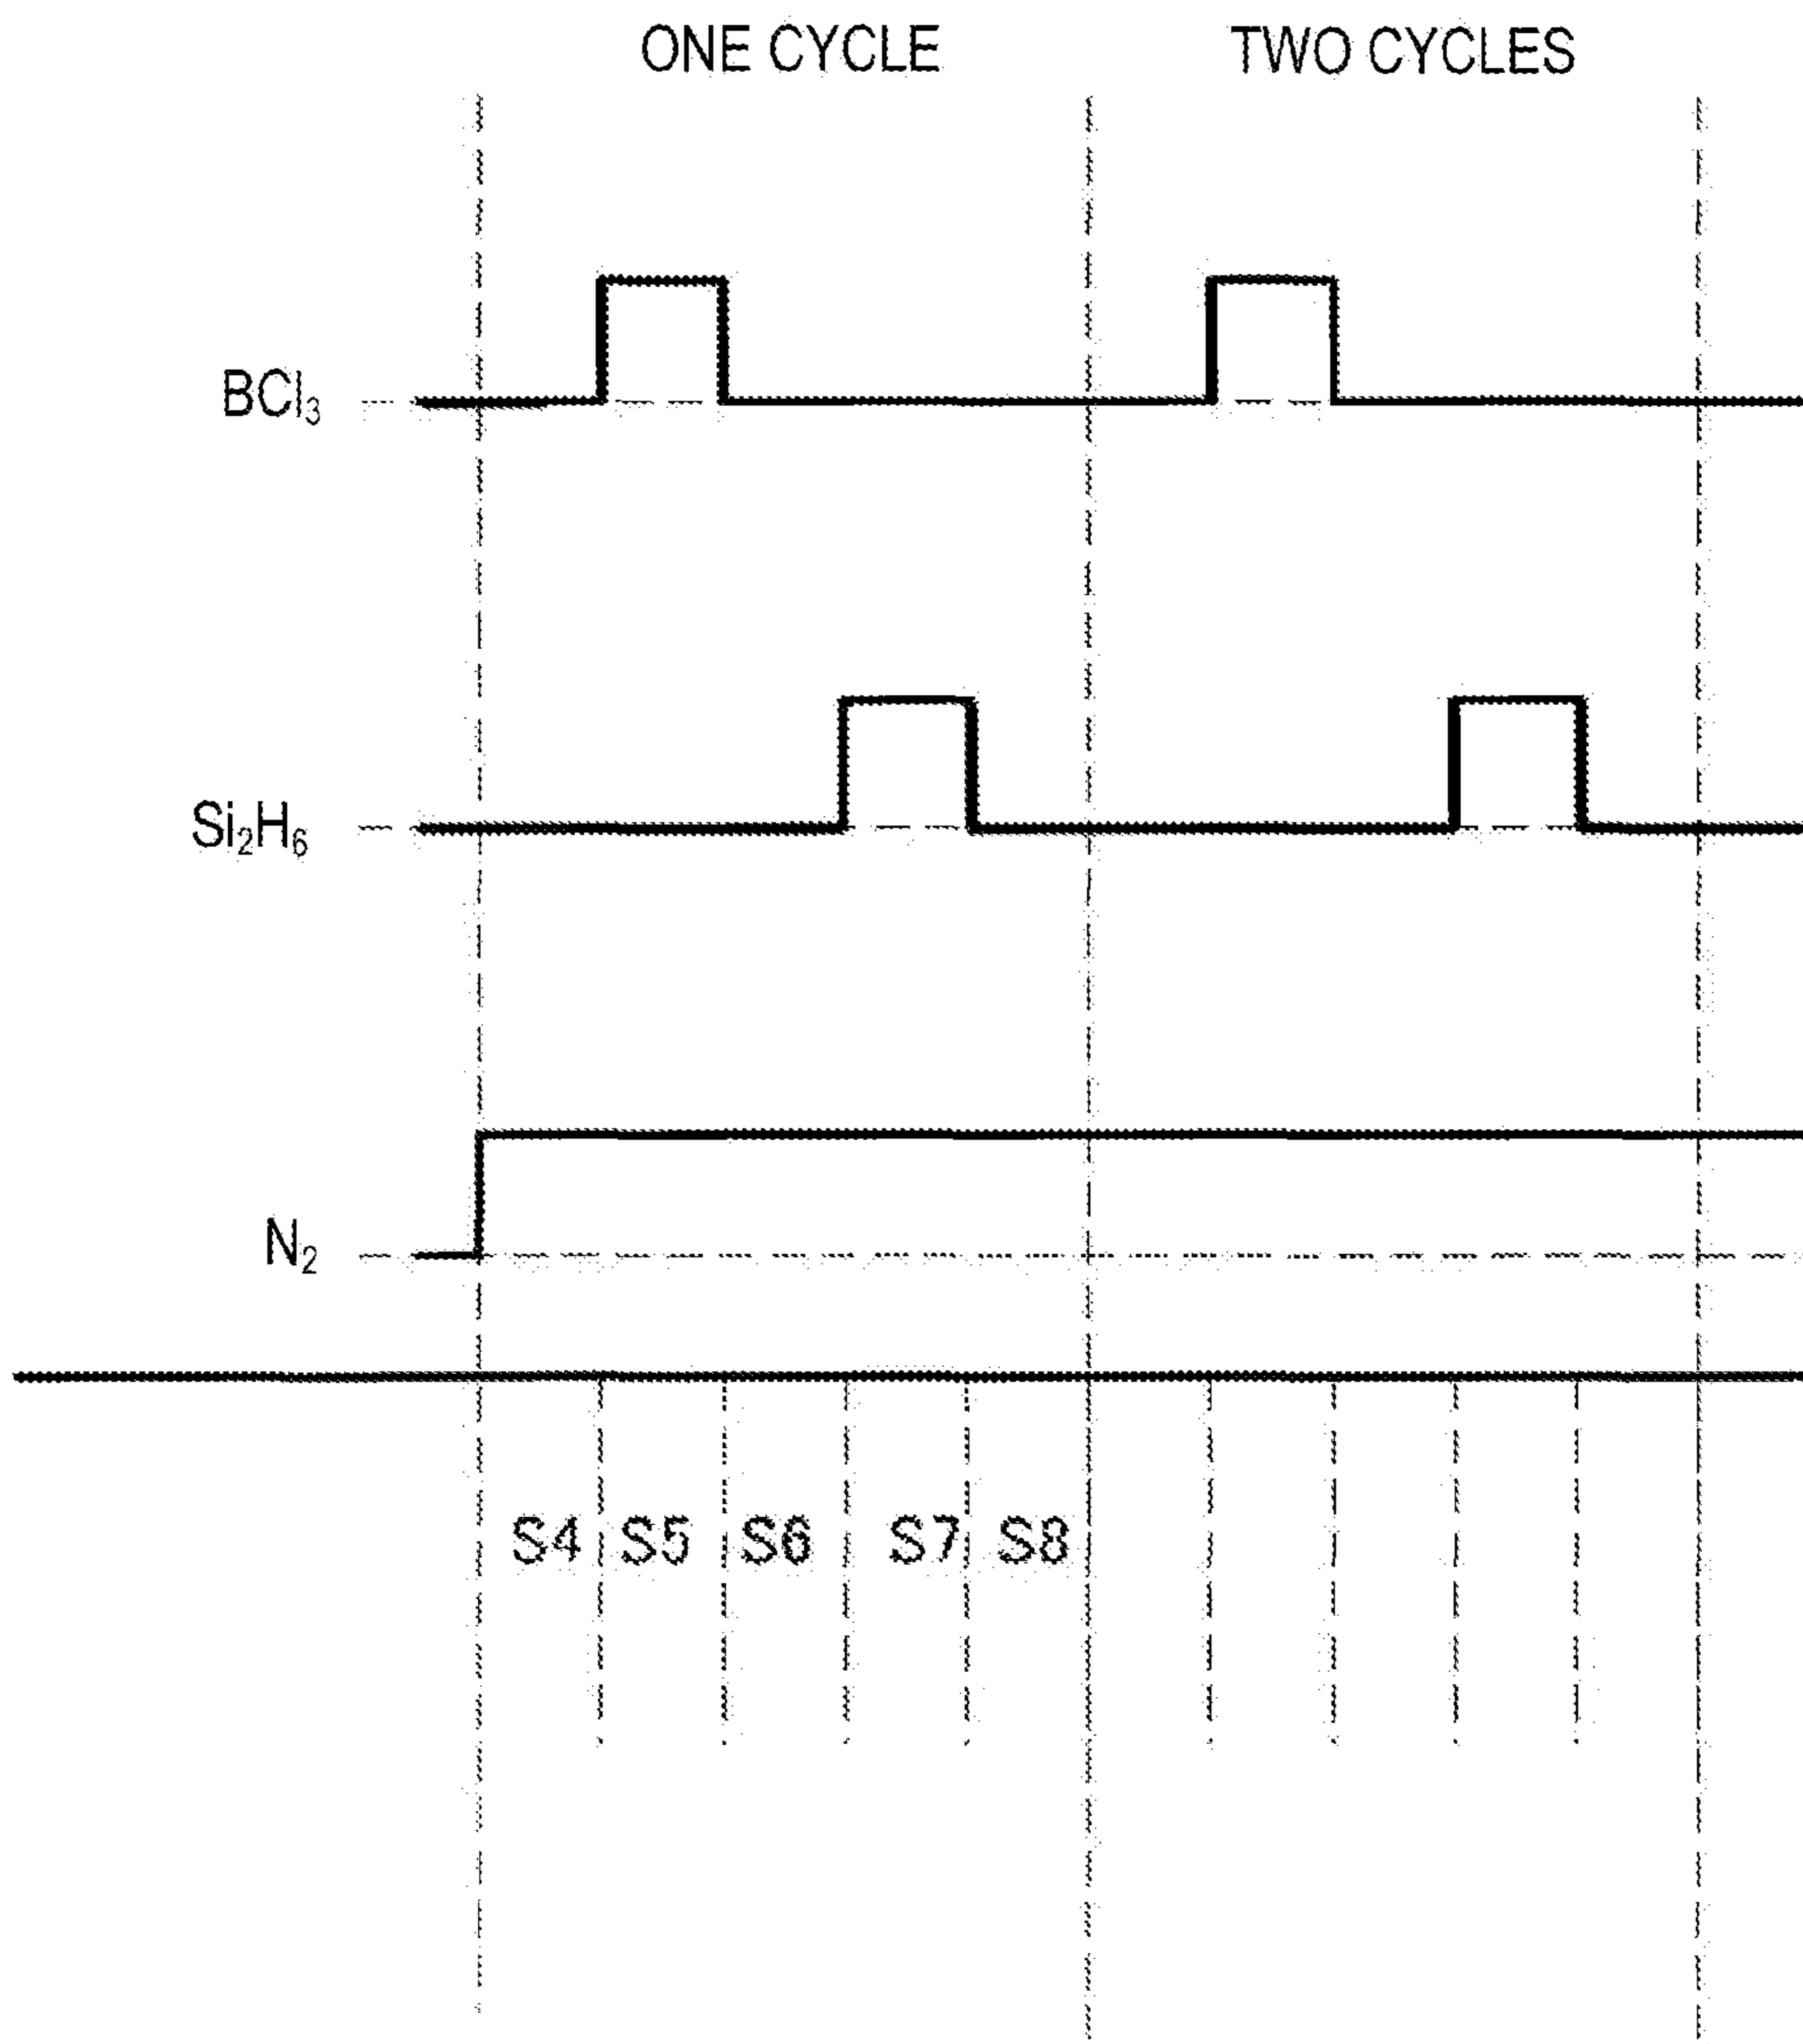 ONE CYCLE TWO CYCLES
BCl₃
Si₂H₆
N₂
S4 S5 S6 S7 S8